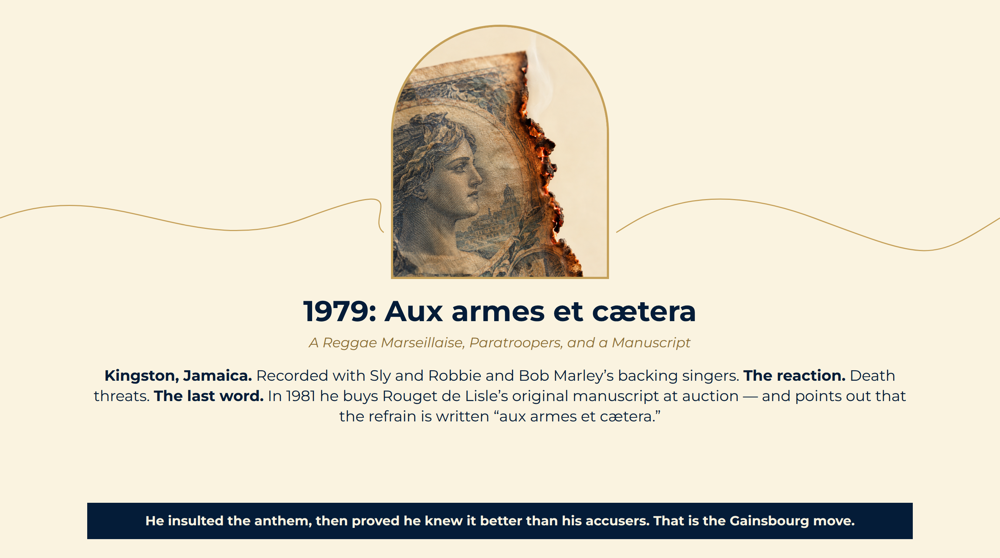 1979: Aux armes et cætera
A Reggae Marseillaise, Paratroopers, and a Manuscript
Kingston, Jamaica. Recorded with Sly and Robbie and Bob Marley’s backing singers. The reaction. Death
threats. The last word. In 1981 he buys Rouget de Lisle’s original manuscript at auction — and points out that
the refrain is written “aux armes et cætera.”
He insulted the anthem, then proved he knew it better than his accusers. That is the Gainsbourg move.